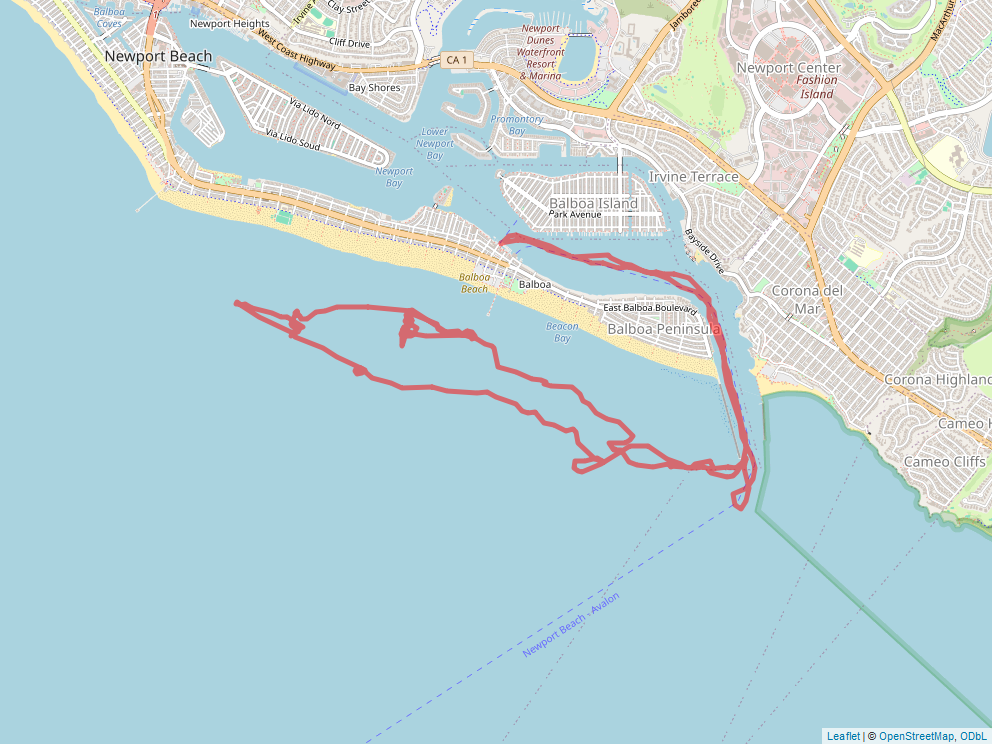 Balboa
Coves
Newport Heights
Irvine
Clay Street
Cliff Drive
West Coast Highway
Newport Beach
CA 1
Newport
Dunes
Waterfront
Resort
& Marina
Jamboree
MacArthur
Newport Center
Fashion
Island
Bay Shores
Via Lido Nord
Via Lido Soud
Lower
Newport
Bay
Promontory
Bay
Newport
Bay
Irvine Terrace
Balboa Island
Park Avenue
Bayside Drive
Balboa
Beach
Balboa
East Balboa Boulevard
Balboa Peninsula
Beacon
Bay
Corona del
Mar
Corona Highland
Cameo H
Cameo Cliffs
Newport Beach - Avalon
Leaflet | © OpenStreetMap, ODbL